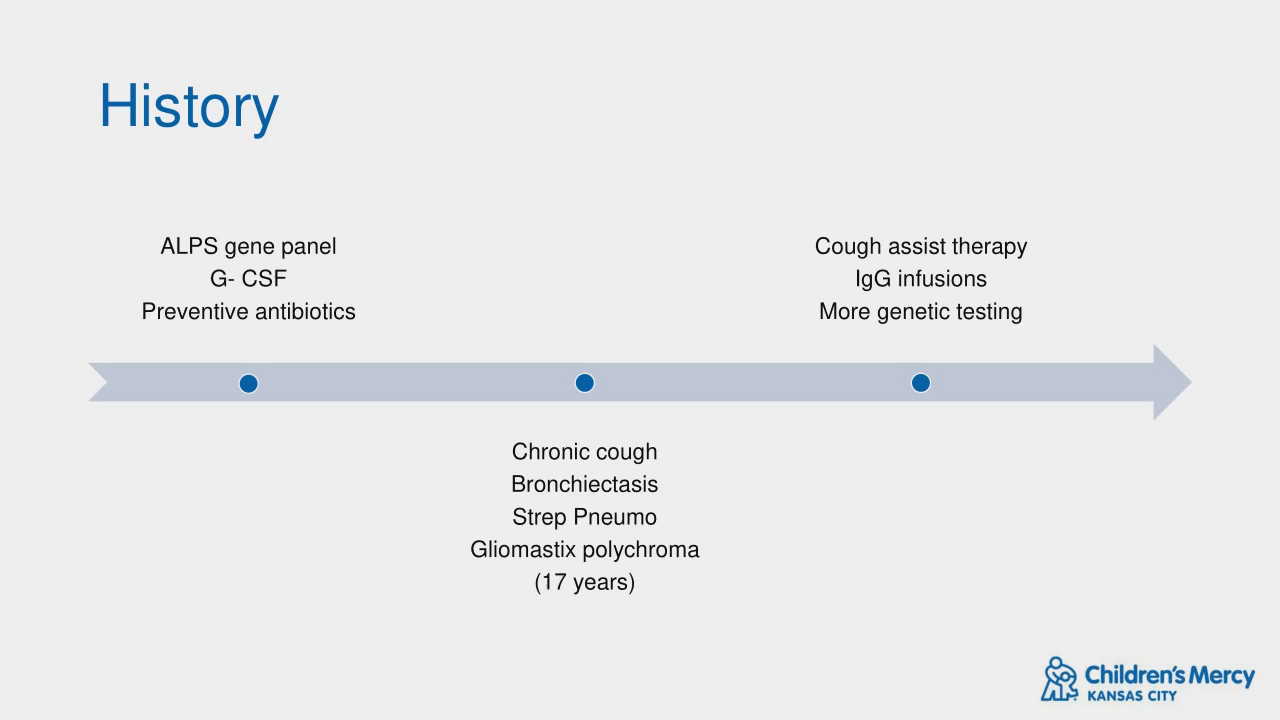 History
ALPS gene panel
G- CSF
Preventive antibiotics
Chronic cough
Bronchiectasis
Strep Pneumo
Gliomastix polychroma
(17 years)
Cough assist therapy
IgG infusions
More genetic testing
Children's Mercy
KANSAS CITY